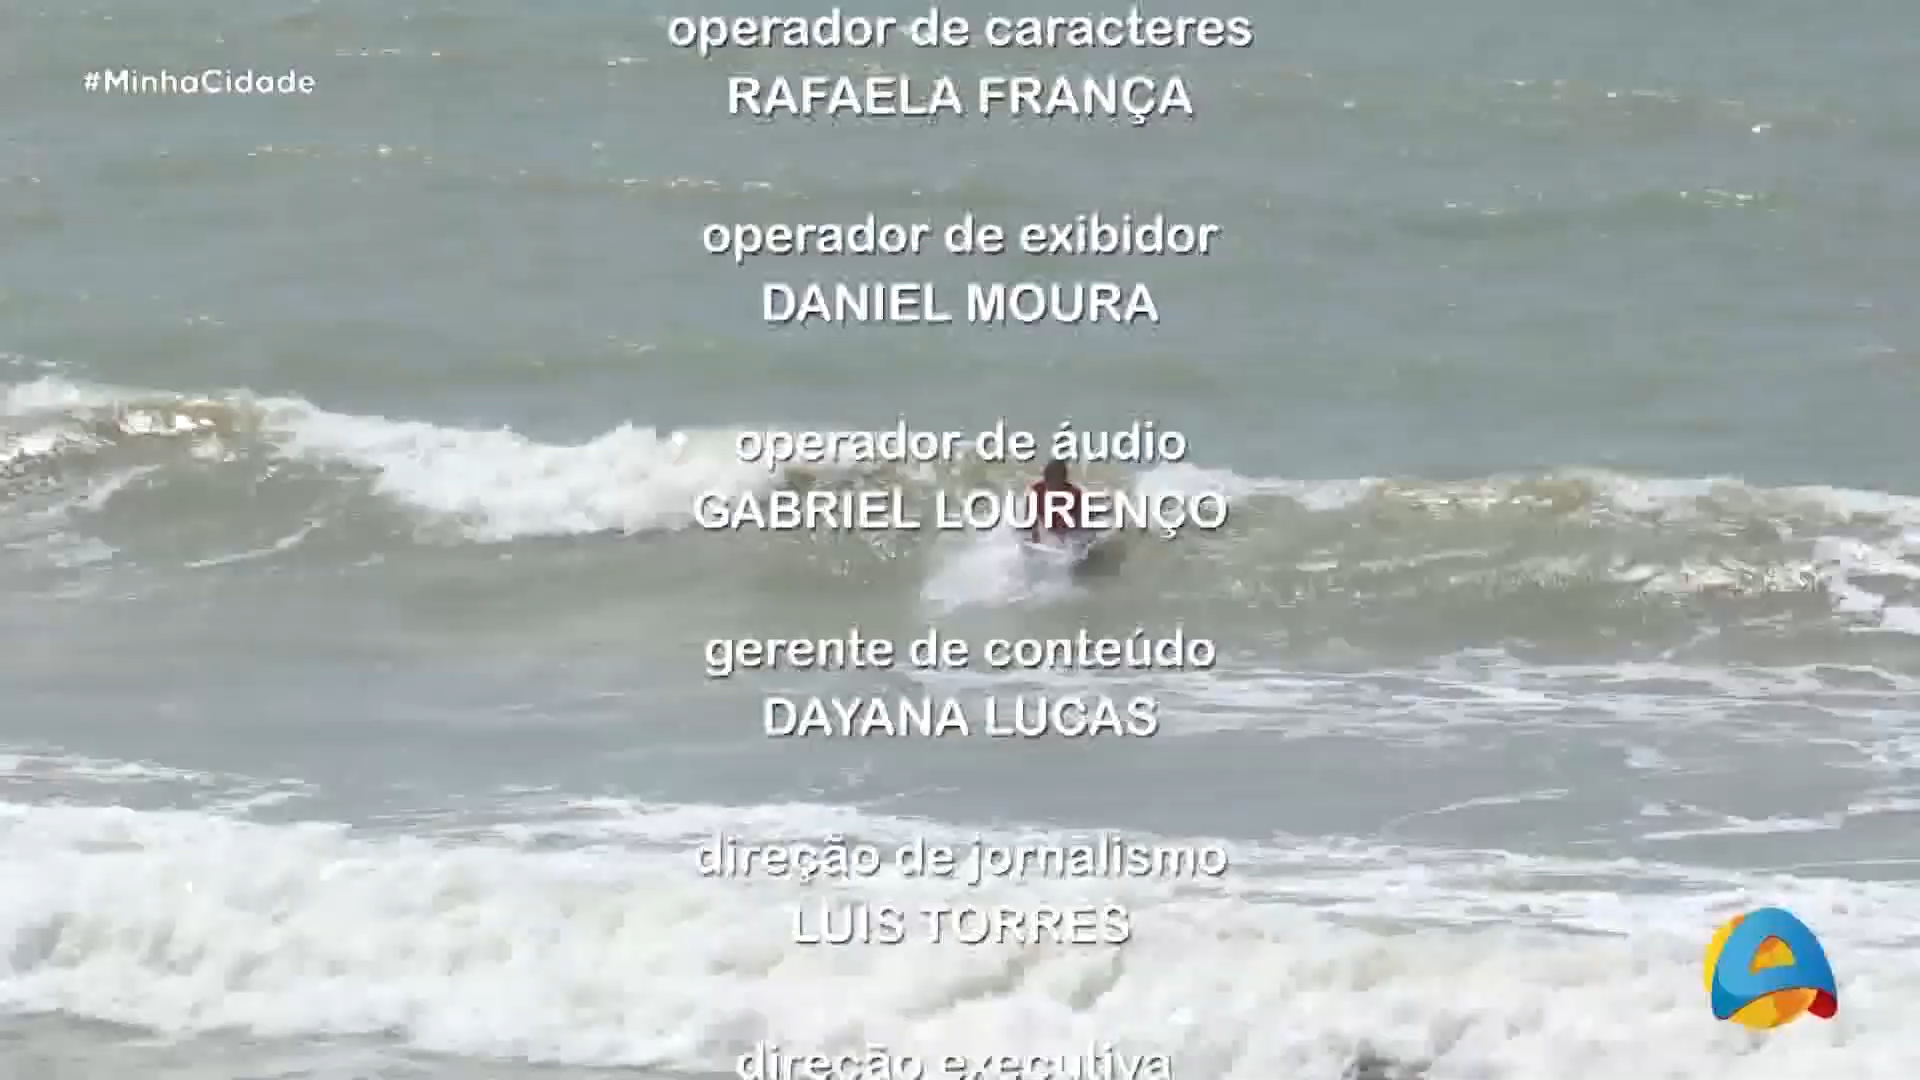 operador de caracteres
#MinhaCidade
RAFAELA FRANÇA
operador de exibidor
DANIEL MOURA
operador de áudio
GABRIEL LOURENÇO
gerente de conteúdo
DAYANA LUCAS
direção de jornalismo
LUIS TORRES
direção executiva